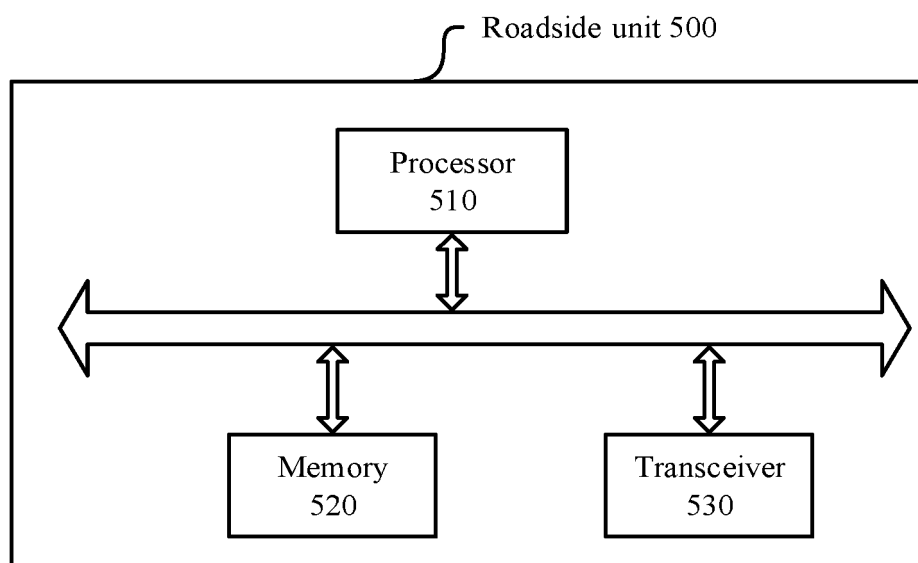 Roadside unit 500
Processor
510
Memory
520
Transceiver
530